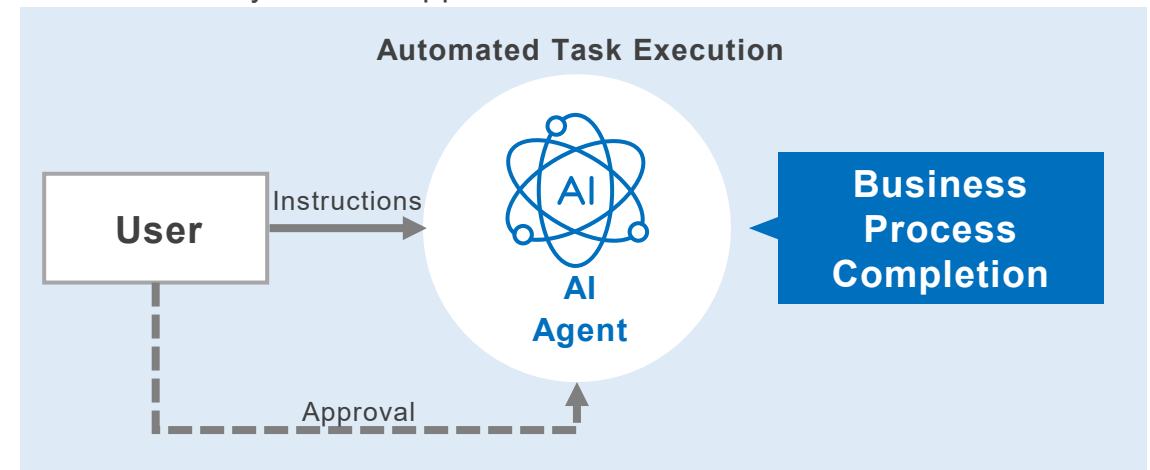 Automated Task Execution
AI
User
Instructions
AI
Agent
Business
Process
Completion
Approval